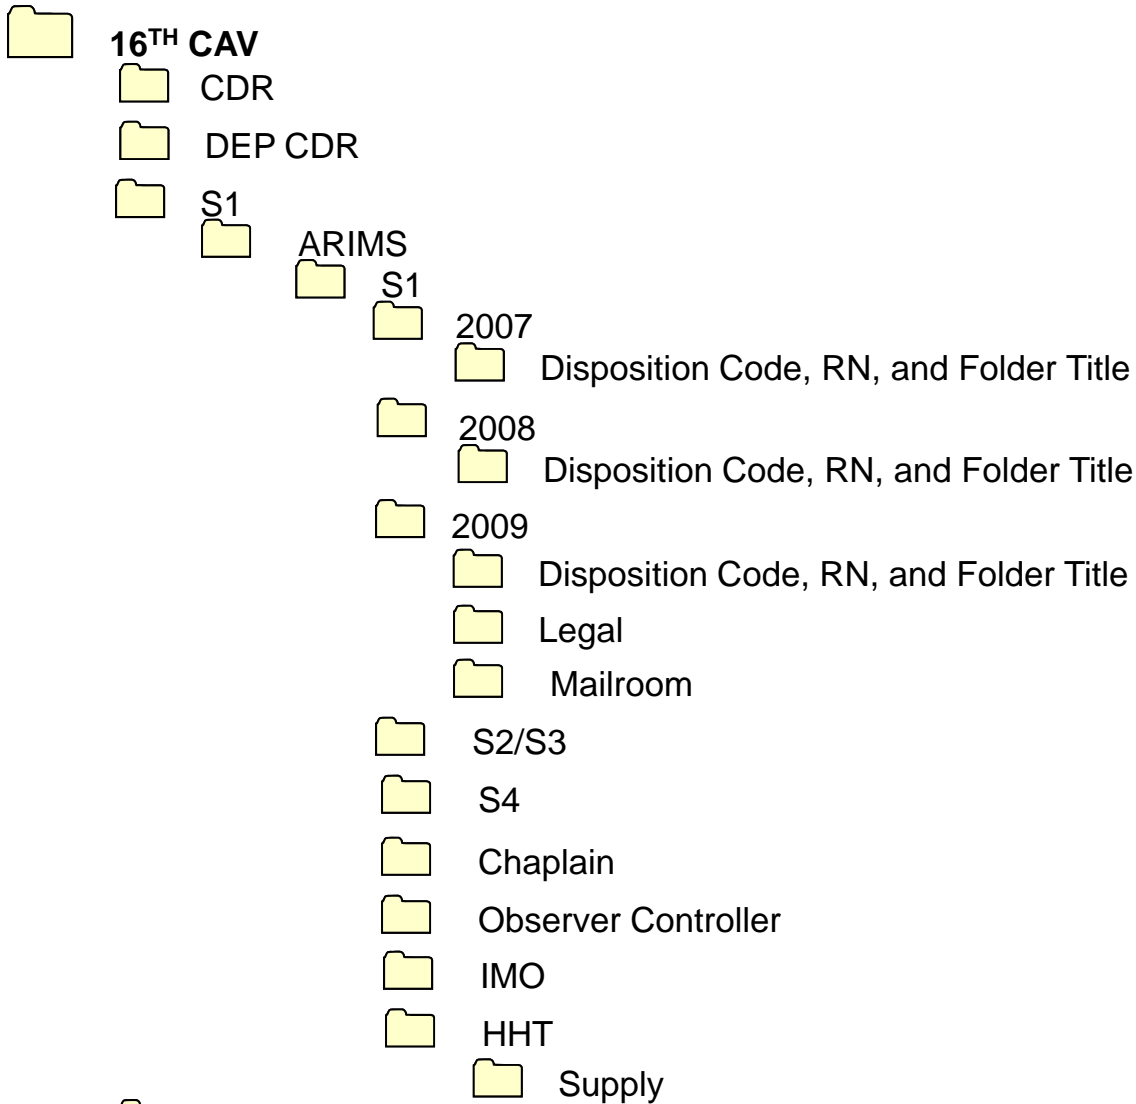 16TH CAV
CDR
DEP CDR
S1
ARIMS
S1
2007
Disposition Code, RN, and Folder Title
2008
Disposition Code, RN, and Folder Title
2009
Disposition Code, RN, and Folder Title
Legal
Mailroom
S2/S3
S4
Chaplain
Observer Controller
IMO
HHT
Supply